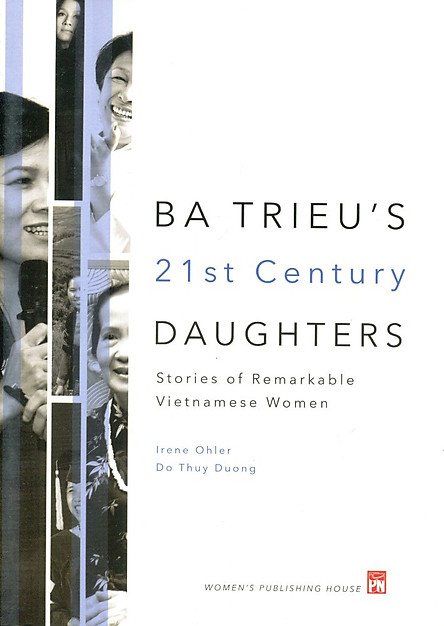 BA TRIEU'S
21st Century
DAUGHTERS
Stories of Remarkable
Vietnamese Women
Irene Ohler
Do Thuy Duong
WOMEN'S PUBLISHING HOUSE
PN